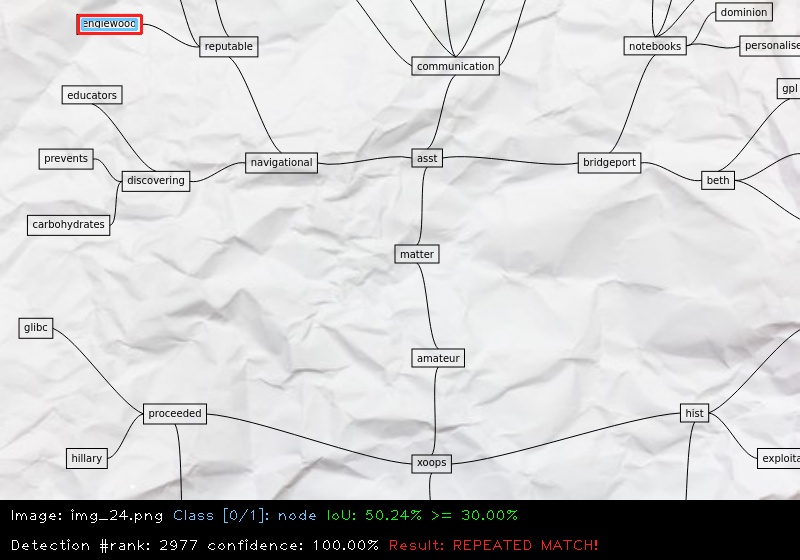 dominion
englewood
reputable
notebooks
personalise
communication
gpl
educators
prevents
navigational
asst
bridgeport
discovering
beth
carbohydrates
matter
glibc
amateur
proceeded
hist
hillary
xoops
exploita
Image: img_24.png Class [0/1]: node IoU: 50.24% >= 30.00%
Detection #rank: 2977 confidence: 100.00% Result: REPEATED MATCH!